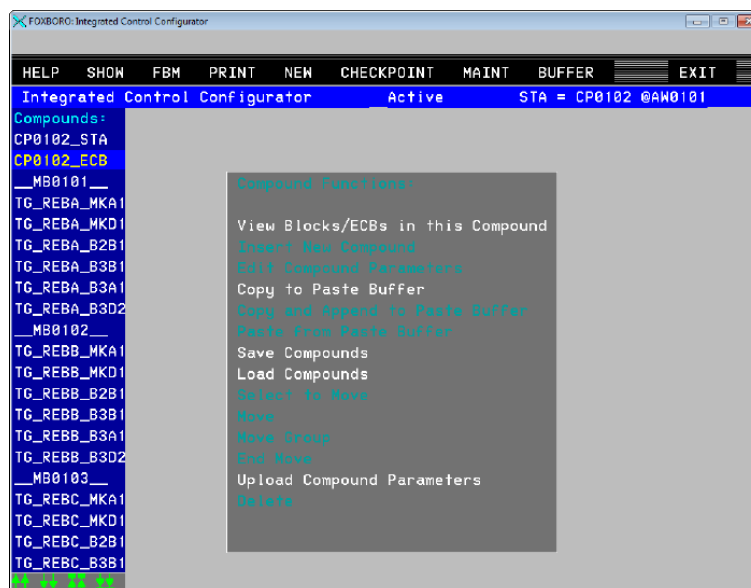 FOXBORO: Integrated Control Configurator
HELP SHOW FBM PRINT NEW CHECKPOINT MAINT BUFFER EXIT
Integrated Control Configurator Active STA = CP0102 @AW0101
Compounds:
CP0102_STA
CP0102_ECB
__MB0101__
TG_REBA_MKA1
TG_REBA_MKD1
TG_REBA_B2B1
TG_REBA_B3B1
TG_REBA_B3A1
TG_REBA_B3D2
__MB0102__
TG_REBB_MKA1
TG_REBB_MKD1
TG_REBB_B2B1
TG_REBB_B3B1
TG_REBB_B3A1
TG_REBB_B3D2
__MB0103__
TG_REBC_MKA1
TG_REBC_MKD1
TG_REBC_B2B1
TG_REBC_B3B1
Compound Functions:
View Blocks/ECBs in this Compound
Insert New Compound
Edit Compound Parameters
Copy to Paste Buffer
Copy and Append to Paste Buffer
Paste from Paste Buffer
Save Compounds
Load Compounds
Select to Move
Move
Move Group
End Move
Upload Compound Parameters
Delete